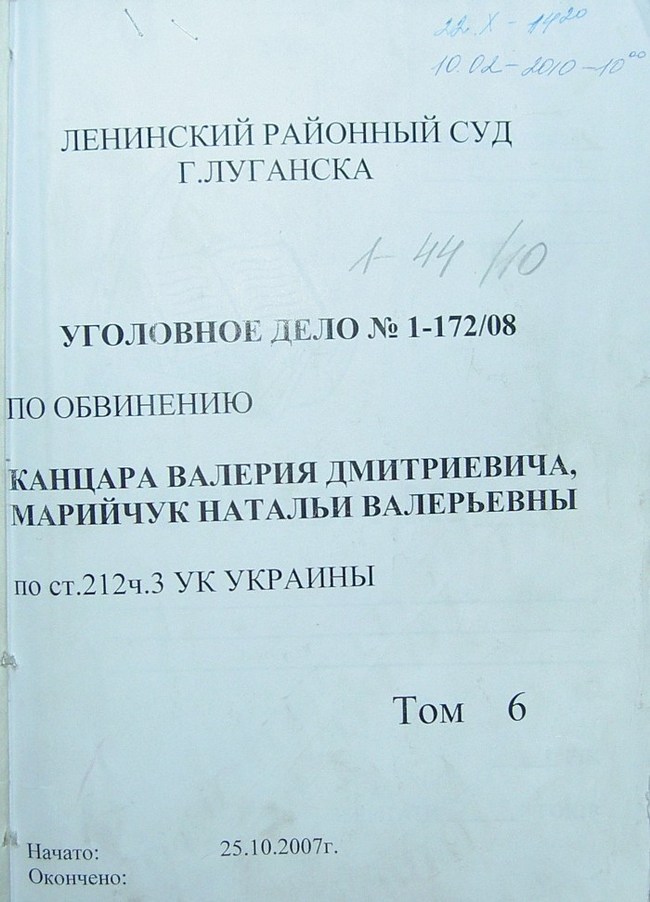 22.X - 14²⁰
10.02-2010-10⁰⁰
ЛЕНИНСКИЙ РАЙОННЫЙ СУД
Г.ЛУГАНСКА
1-44/10
УГОЛОВНОЕ ДЕЛО № 1-172/08
ПО ОБВИНЕНИЮ
КАНЦАРА ВАЛЕРИЯ ДМИТРИЕВИЧА,
МАРИЙЧУК НАТАЛЬИ ВАЛЕРЬЕВНЫ
по ст.212ч.3 УК УКРАИНЫ
Том 6
Начато: 25.10.2007г.
Окончено: